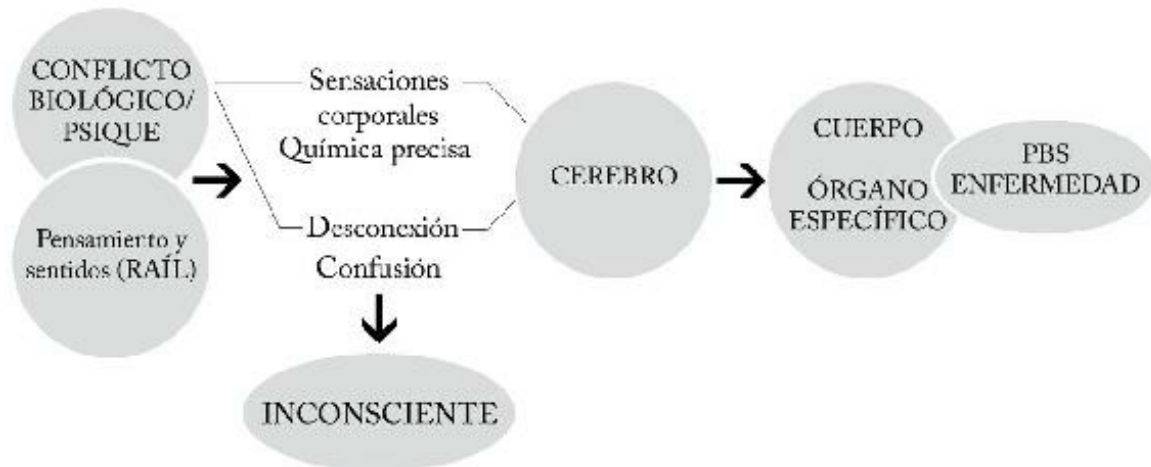 CONFLICTO
BIOLÓGICO/
PSIQUE
Pensamiento y
sentidos (RAÍL)
Sensaciones
corporales
Química precisa
Desconexión
Confusión
INCONSCIENTE
CEREBRO
CUERPO
ÓRGANO
ESPECÍFICO
PBS
ENFERMEDAD